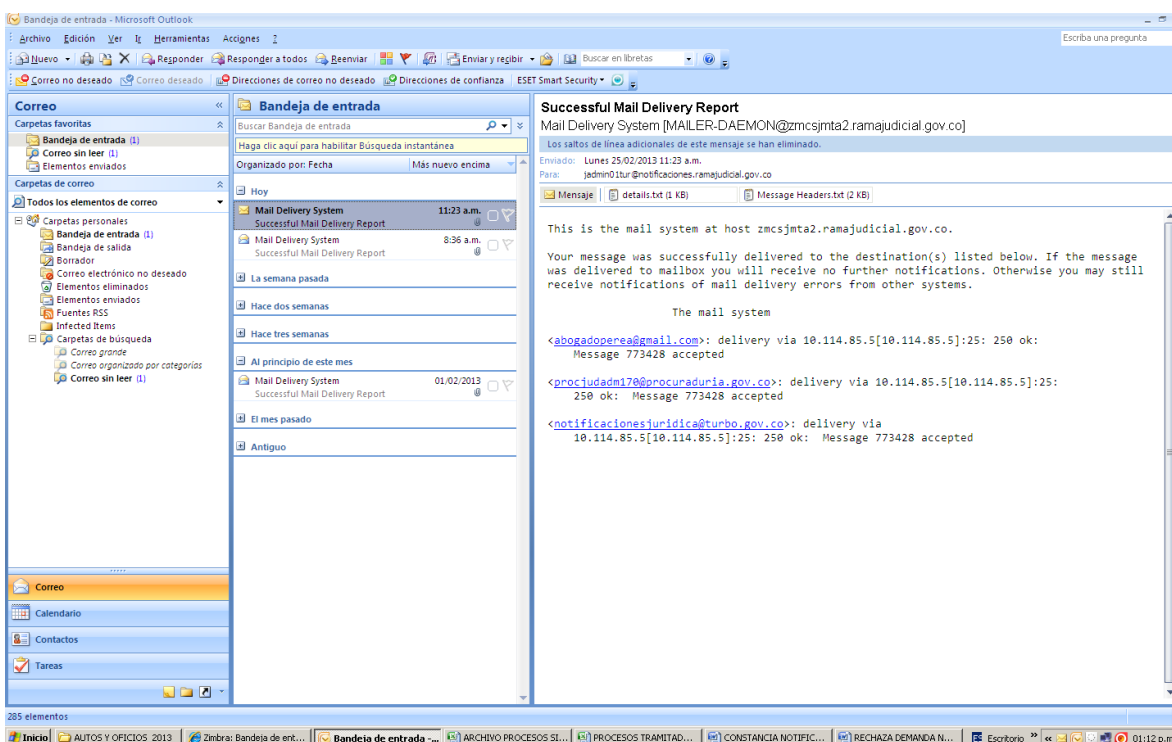 Bandeja de entrada - Microsoft Outlook
Archivo Edición Ver Ir Herramientas Acciones ?
Escriba una pregunta
Nuevo Responder Responder a todos Reenviar Enviar y recibir Buscar en libretas
Correo no deseado Correo deseado Direcciones de correo no deseado Direcciones de confianza ESET Smart Security
Correo
Carpetas favoritas
Bandeja de entrada (1)
Correo sin leer (1)
Elementos enviados
Carpetas de correo
Todos los elementos de correo
Carpetas personales
Bandeja de entrada (1)
Bandeja de salida
Borrador
Correo electrónico no deseado
Elementos eliminados
Elementos enviados
Fuentes RSS
Infected Items
Carpetas de búsqueda
Correo grande
Correo organizado por categorías
Correo sin leer (1)
Correo
Calendario
Contactos
Tareas
Bandeja de entrada
Buscar Bandeja de entrada
Haga clic aquí para habilitar Búsqueda instantánea
Organizado por: Fecha Más nuevo encima
Hoy
Mail Delivery System 11:23 a.m.
Successful Mail Delivery Report
Mail Delivery System 8:36 a.m.
Successful Mail Delivery Report
La semana pasada
Hace dos semanas
Hace tres semanas
Al principio de este mes
Mail Delivery System 01/02/2013
Successful Mail Delivery Report
El mes pasado
Antiguo
Successful Mail Delivery Report
Mail Delivery System [MAILER-DAEMON@zmcsjmta2.ramajudicial.gov.co]
Los saltos de línea adicionales de este mensaje se han eliminado.
Enviado: Lunes 25/02/2013 11:23 a.m.
Para: jadmin01tur@notificaciones.ramajudicial.gov.co
Mensaje details.txt (1 KB) Message Headers.txt (2 KB)
This is the mail system at host zmcsjmta2.ramajudicial.gov.co.
Your message was successfully delivered to the destination(s) listed below. If the message
was delivered to mailbox you will receive no further notifications. Otherwise you may still
receive notifications of mail delivery errors from other systems.
The mail system
<abogadoperea@gmail.com>: delivery via 10.114.85.5[10.114.85.5]:25: 250 ok:
Message 773428 accepted
<procjudadm170@procuraduria.gov.co>: delivery via 10.114.85.5[10.114.85.5]:25:
250 ok: Message 773428 accepted
<notificacionesjuridica@turbo.gov.co>: delivery via
10.114.85.5[10.114.85.5]:25: 250 ok: Message 773428 accepted
285 elementos
Inicio AUTOS Y OFICIOS 2013 Zimbra: Bandeja de ent... Bandeja de entrada -... ARCHIVO PROCESOS SI... PROCESOS TRAMITAD... CONSTANCIA NOTIFIC... RECHAZA DEMANDA N... ES Escritorio 01:12 p.m.